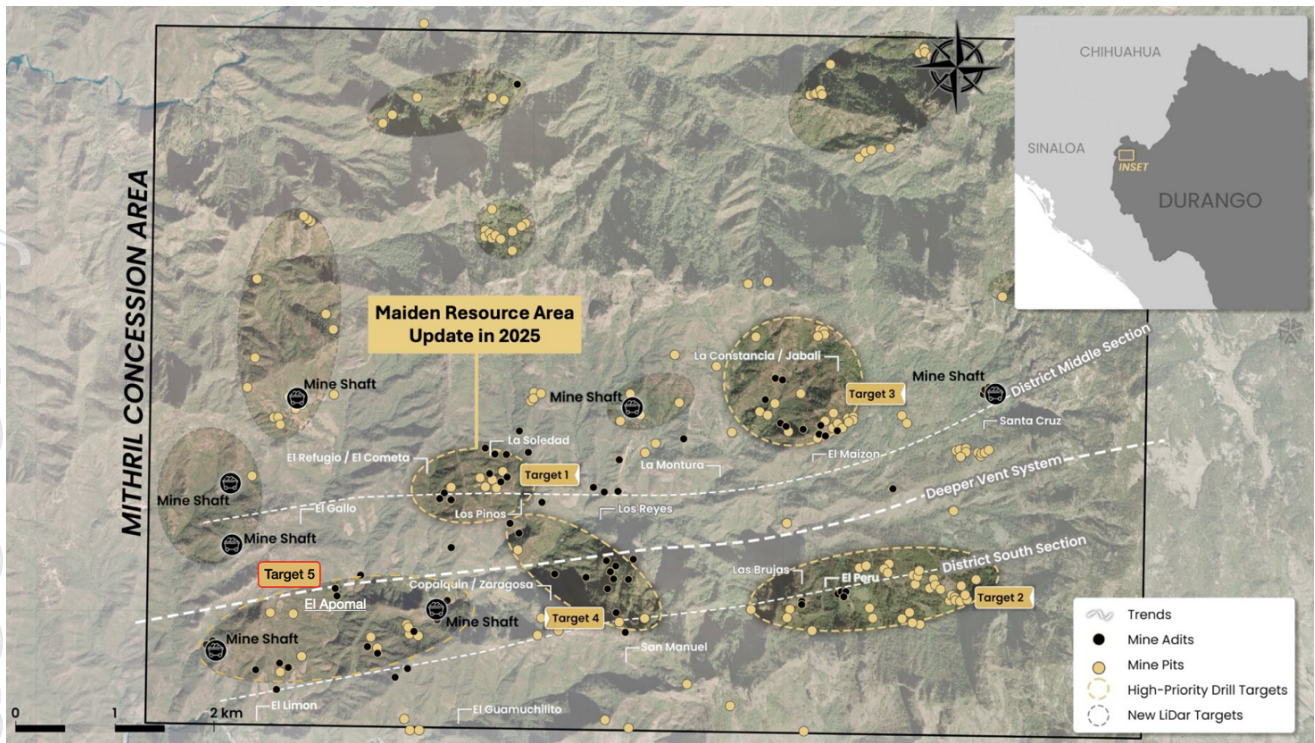 CHIHUAHUA
SINALOA
INSET
DURANGO
MITHRIL CONCESSION AREA
Maiden Resource Area
Update in 2025
La Constancia / Jabalí
Mine Shaft
District Middle Section
Mine Shaft
Mine Shaft
Target 3
Santa Cruz
La Soledad
El Refugio / El Cometa
Target 1
La Montura
El Maizon
Deeper Vent System
Mine Shaft
El Gallo
Los Pinos
Los Reyes
Mine Shaft
District South Section
Target 5
Las Brujas
El Peru
Copalquin / Zaragosa
El Apomal
Target 2
Mine Shaft
Target 4
Mine Shaft
San Manuel
El Limon
El Guamuchilito
0 1 2 km
Trends
Mine Adits
Mine Pits
High-Priority Drill Targets
New LiDar Targets